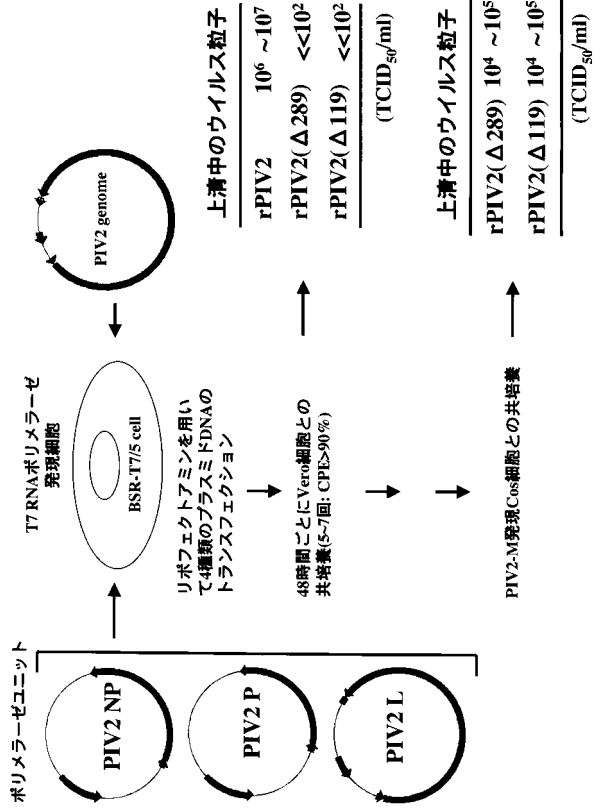 ポリメラーゼユニット
PIV2 NP
PIV2 P
PIV2 L
T7 RNAポリメラーゼ
発現細胞
BSR-T7/5 cell
PIV2 genome
リポフェクトアミンを用い
て4種類のプラスミドDNAの
トランスフェクション
48時間ごとにVero細胞との
共培養(5~7回: CPE>90%)
PIV2-M発現Cos細胞との共培養
上清中のウイルス粒子
rPIV2 10⁶ ~10⁷
rPIV2(Δ289) <<10²
rPIV2(Δ119) <<10²
(TCID₅₀/ml)
上清中のウイルス粒子
rPIV2(Δ289) 10⁴ ~10⁵
rPIV2(Δ119) 10⁴ ~10⁵
(TCID₅₀/ml)